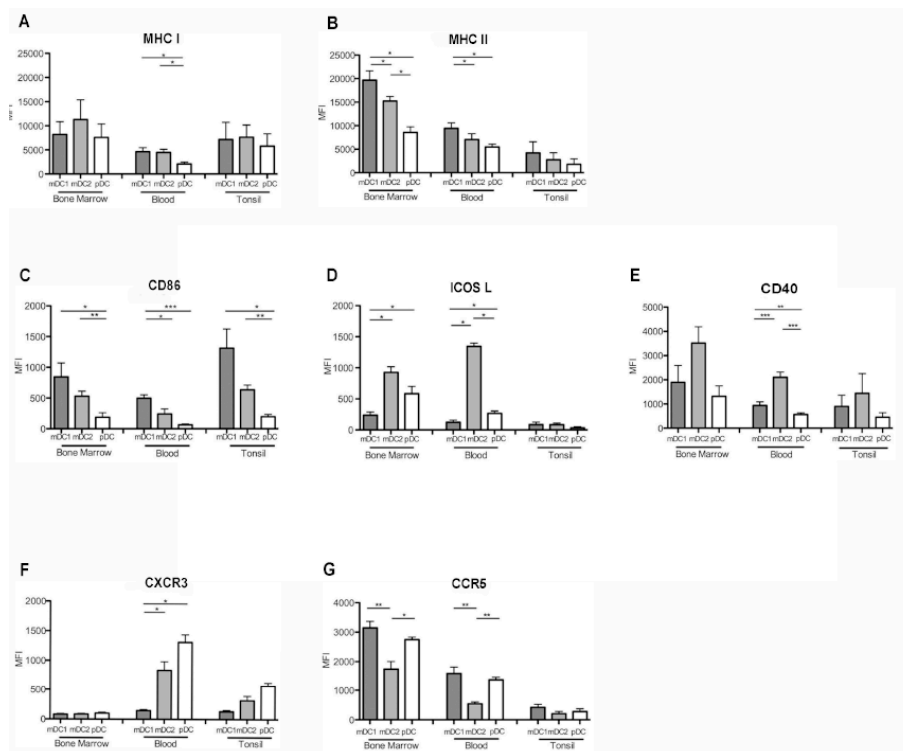 A
MHC I
MFI
25000
20000
15000
10000
5000
0
* *
mDC1 mDC2 pDC mDC1 mDC2 pDC mDC1 mDC2 pDC
Bone Marrow Blood Tonsil
B
MHC II
MFI
25000
20000
15000
10000
5000
0
* * * * *
mDC1 mDC2 pDC mDC1 mDC2 pDC mDC1 mDC2 pDC
Bone Marrow Blood Tonsil
C
CD86
MFI
2000
1500
1000
500
0
* ** *** * * **
mDC1 mDC2 pDC mDC1 mDC2 pDC mDC1 mDC2 pDC
Bone Marrow Blood Tonsil
D
ICOS L
MFI
2000
1500
1000
500
0
* * * * *
mDC1 mDC2 pDC mDC1 mDC2 pDC mDC1mDC2 pDC
Bone Marrow Blood Tonsil
E
CD40
MFI
5000
4000
3000
2000
1000
0
** *** ***
mDC1 mDC2 pDC mDC1 mDC2 pDC mDC1 mDC2 pDC
Bone Marrow Blood Tonsil
F
CXCR3
MFI
2000
1500
1000
500
0
* *
mDC1 mDC2 pDC mDC1 mDC2 pDC mDC1 mDC2 pDC
Bone Marrow Blood Tonsil
G
CCR5
MFI
4000
3000
2000
1000
0
** * ** **
mDC1 mDC2 pDC mDC1 mDC2 pDC mDC1mDC2 pDC
Bone Marrow Blood Tonsil